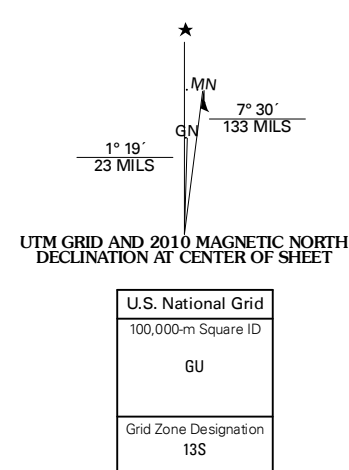 MN
GN
7° 30´
133 MILS
1° 19´
23 MILS
UTM GRID AND 2010 MAGNETIC NORTH
DECLINATION AT CENTER OF SHEET
U.S. National Grid
100,000-m Square ID
GU
Grid Zone Designation
13S